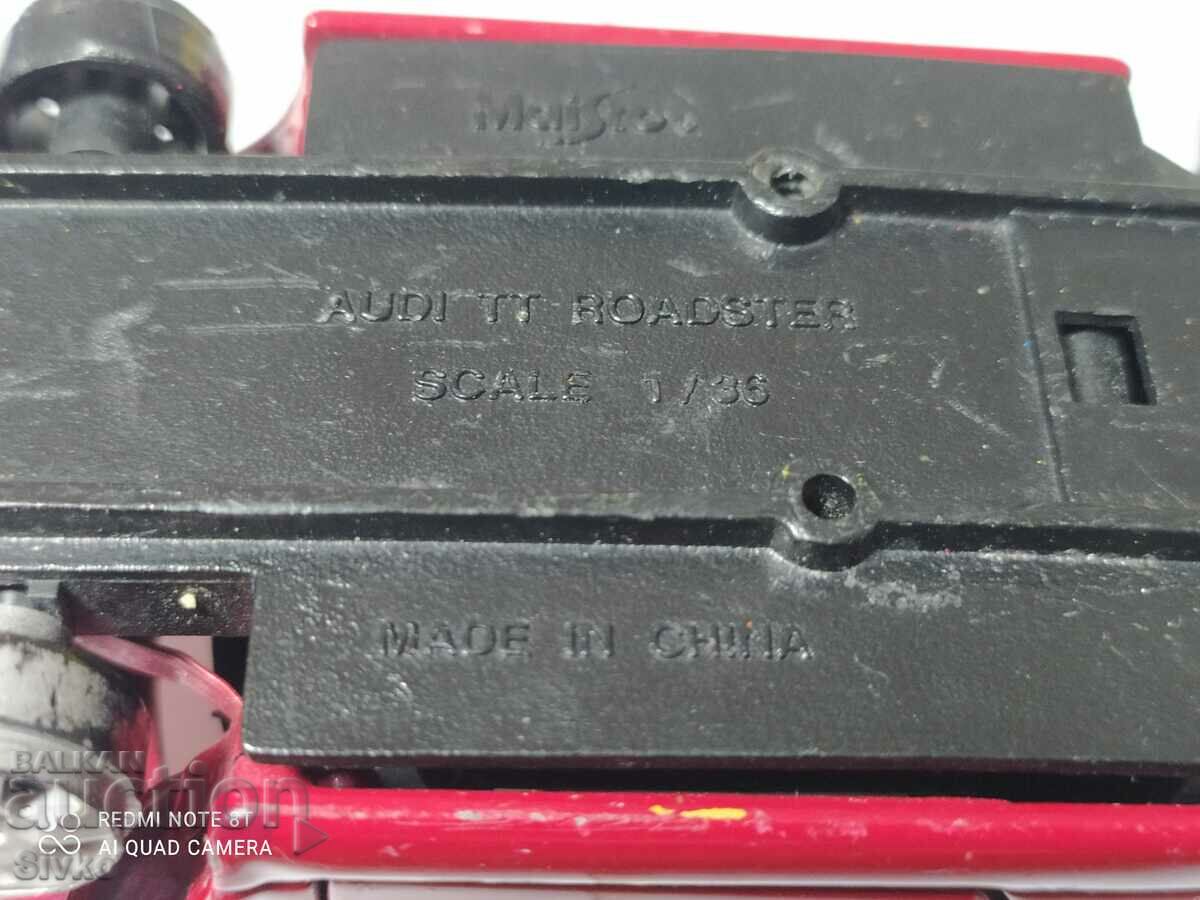 Maisto
AUDI TT ROADSTER
SCALE 1/36
MADE IN CHINA
BALKAN
auction
REDMI NOTE 8T
AI QUAD CAMERA
Sivko